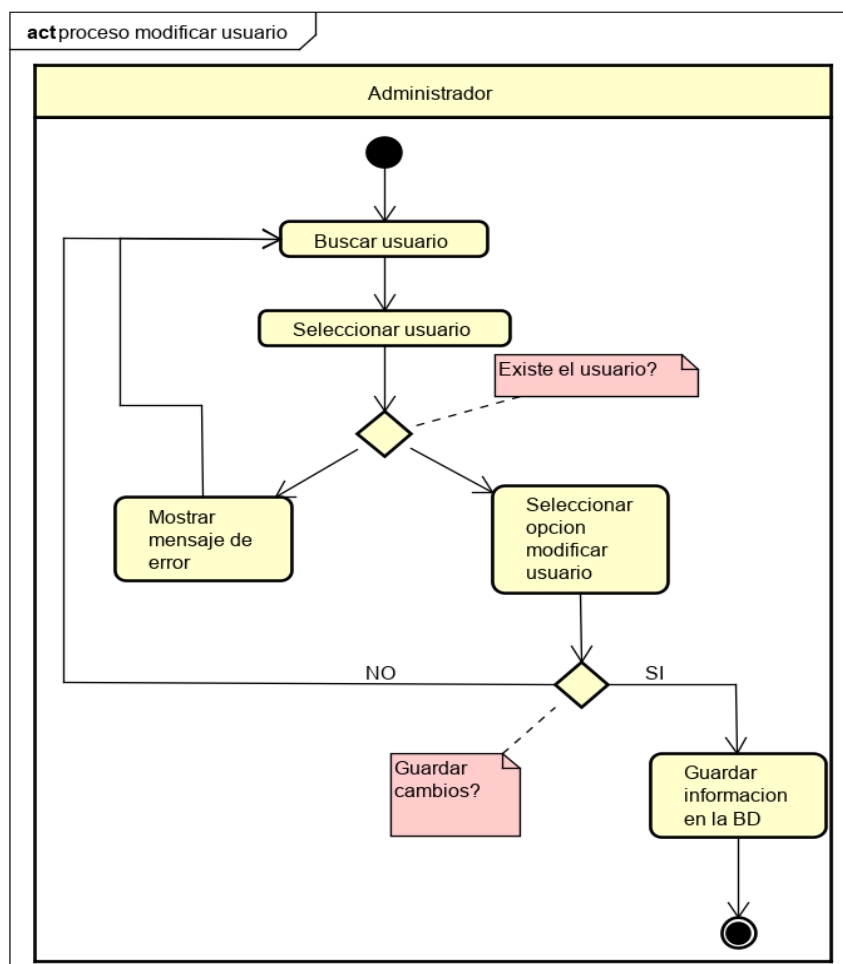 act proceso modificar usuario
Administrador
Buscar usuario
Seleccionar usuario
Existe el usuario?
Mostrar
mensaje de
error
Seleccionar
opcion
modificar
usuario
NO
SI
Guardar
cambios?
Guardar
informacion
en la BD